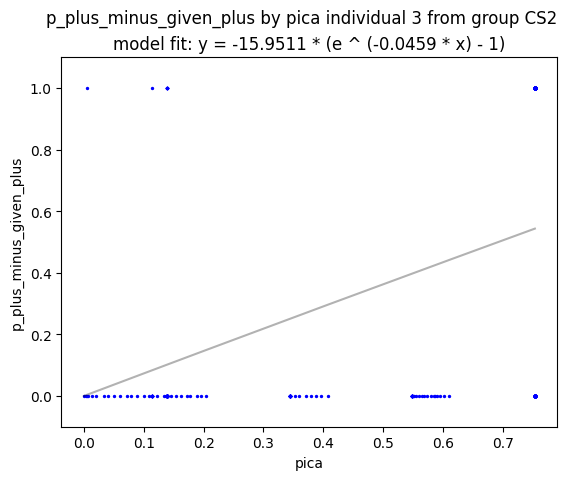 p_plus_minus_given_plus by pica individual 3 from group CS2
model fit: y = -15.9511 * (e ^ (-0.0459 * x) - 1)
p_plus_minus_given_plus
1.0
0.8
0.6
0.4
0.2
0.0
0.0 0.1 0.2 0.3 0.4 0.5 0.6 0.7
pica